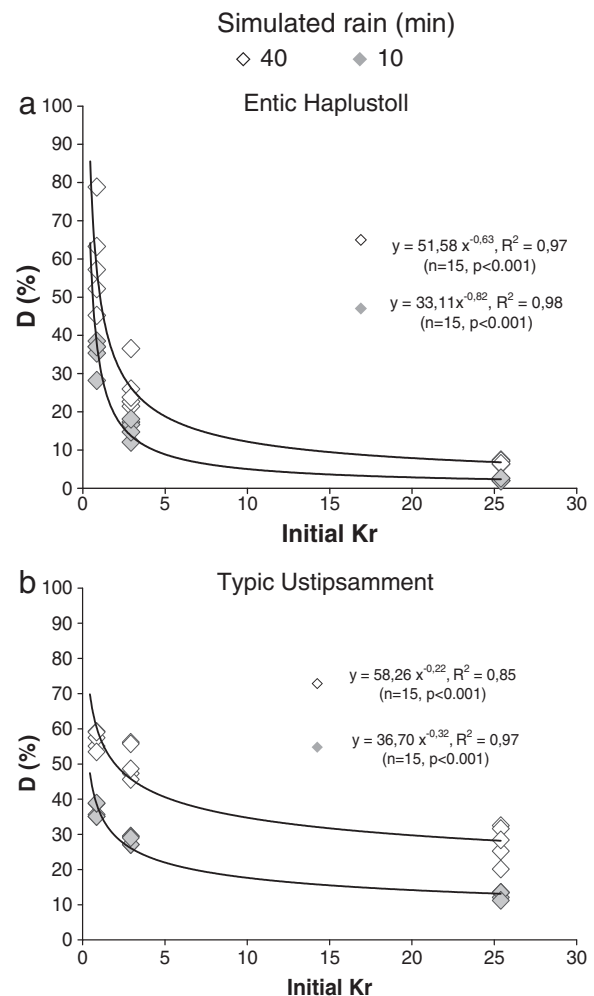 Simulated rain (min)
40 10
a
Entic Haplustoll
100
90
80
70
60
50
40
30
20
10
0
D (%)
y = 51,58 x^-0,63, R² = 0,97
(n=15, p<0.001)
y = 33,11x^-0,82, R² = 0,98
(n=15, p<0.001)
0 5 10 15 20 25 30
Initial Kr
b
Typic Ustipsamment
100
90
80
70
60
50
40
30
20
10
0
D (%)
y = 58,26 x^-0,22, R² = 0,85
(n=15, p<0.001)
y = 36,70 x^-0,32, R² = 0,97
(n=15, p<0.001)
0 5 10 15 20 25 30
Initial Kr